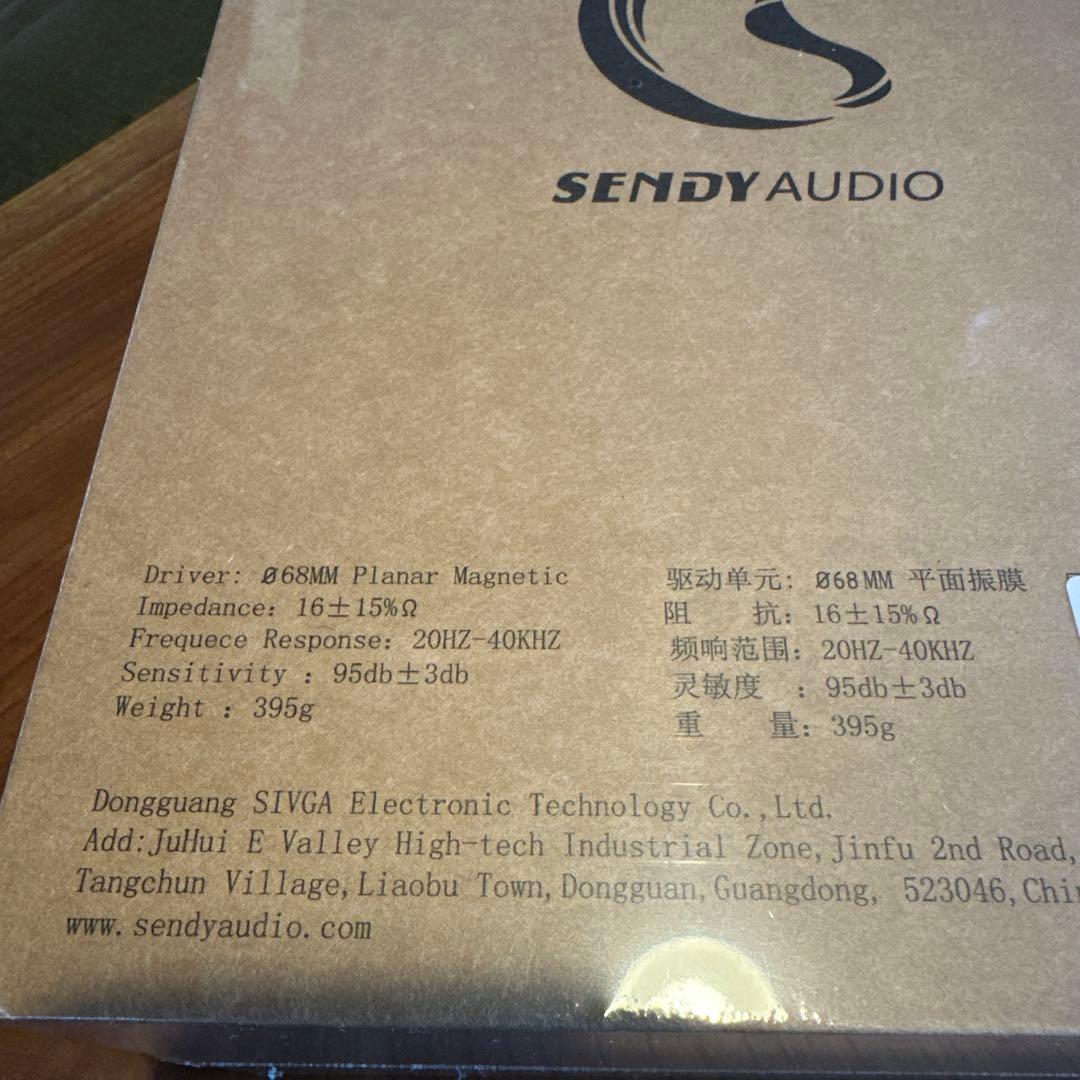 SENDY AUDIO
Driver: Ø68MM Planar Magnetic
Impedance: 16±15%Ω
Frequece Response: 20HZ-40KHZ
Sensitivity : 95db±3db
Weight : 395g
驱动单元: Ø68MM 平面振膜
阻 抗: 16±15%Ω
频响范围: 20HZ-40KHZ
灵敏度 : 95db±3db
重 量: 395g
Dongguang SIVGA Electronic Technology Co.,Ltd.
Add:JuHui E Valley High-tech Industrial Zone,Jinfu 2nd Road,
Tangchun Village,Liaobu Town,Dongguan,Guangdong, 523046,
www.sendyaudio.com